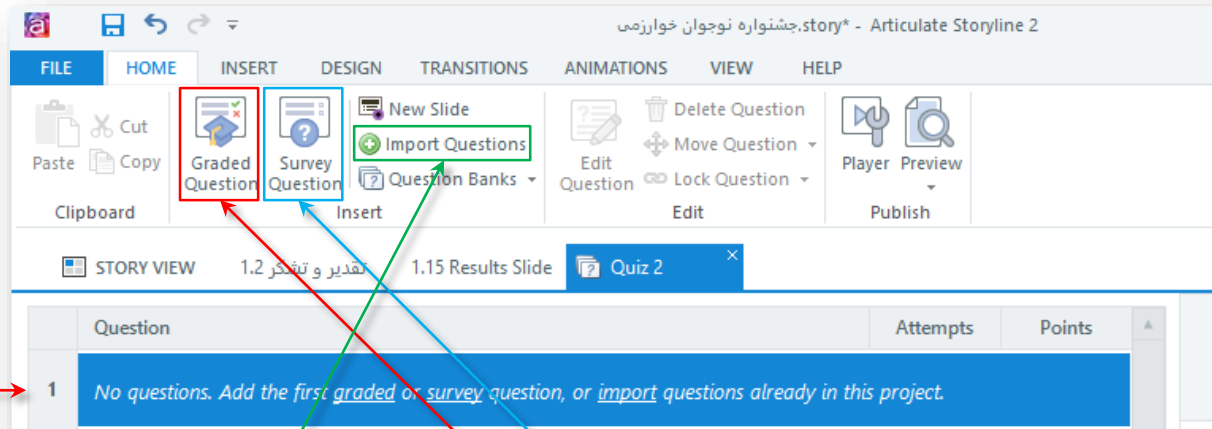 جشنواره نوجوان خوارزمی.story* - Articulate Storyline 2
FILE HOME INSERT DESIGN TRANSITIONS ANIMATIONS VIEW HELP
Paste
Cut
Copy
Clipboard
Graded Question
Survey Question
New Slide
Import Questions
Question Banks
Insert
Edit Question
Delete Question
Move Question
Lock Question
Edit
Player
Preview
Publish
STORY VIEW
1.2 تقدیر و تشکر
1.15 Results Slide
Quiz 2
Question Attempts Points
1 No questions. Add the first graded or survey question, or import questions already in this project.